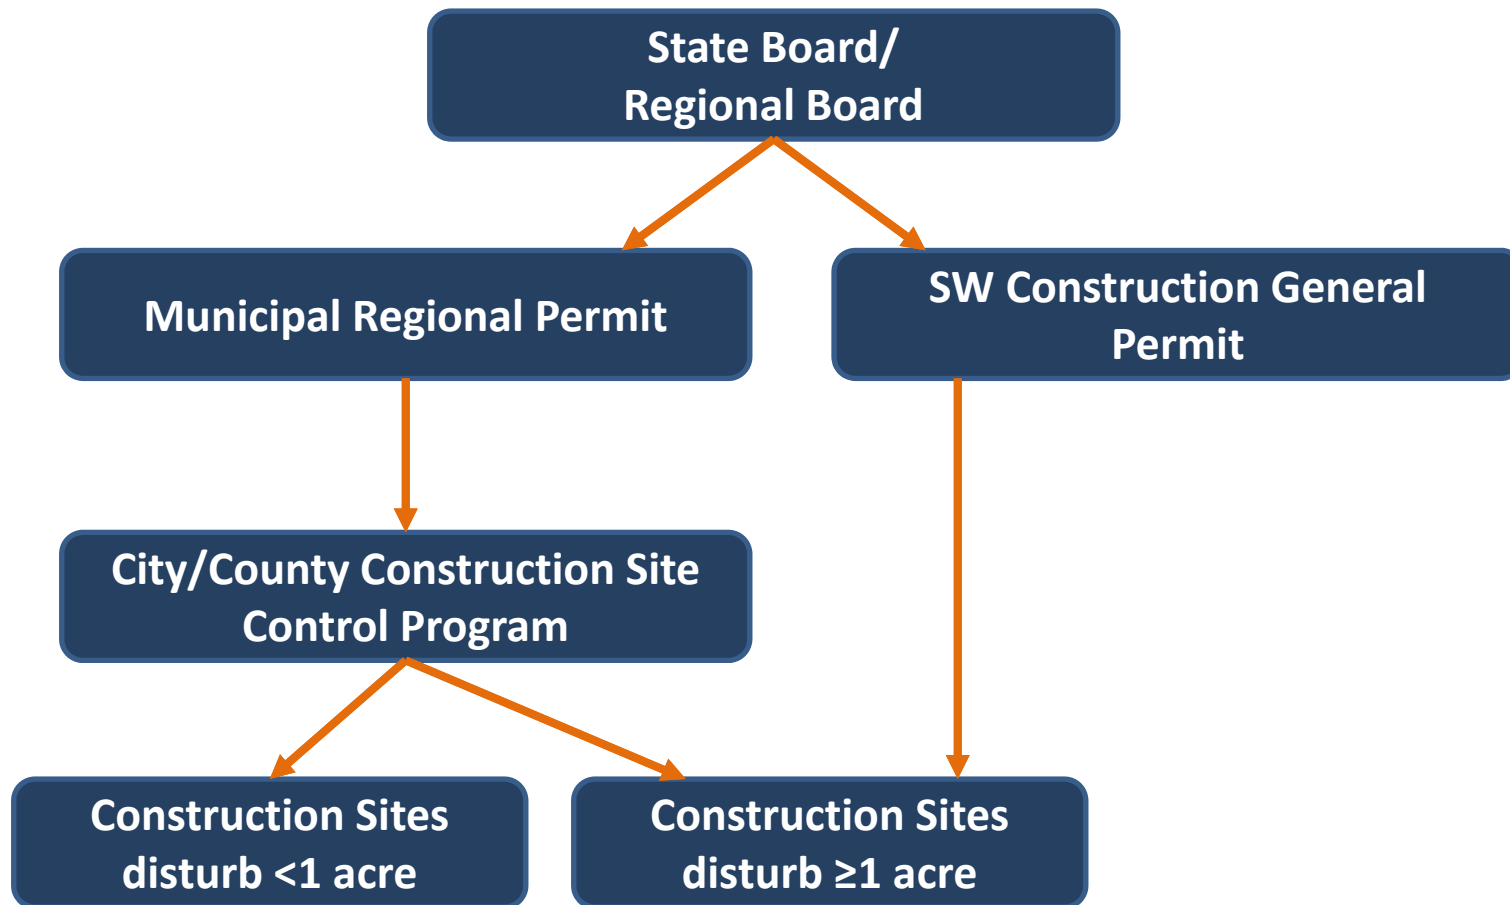 State Board/
Regional Board
Municipal Regional Permit
SW Construction General
Permit
City/County Construction Site
Control Program
Construction Sites
disturb <1 acre
Construction Sites
disturb ≥1 acre